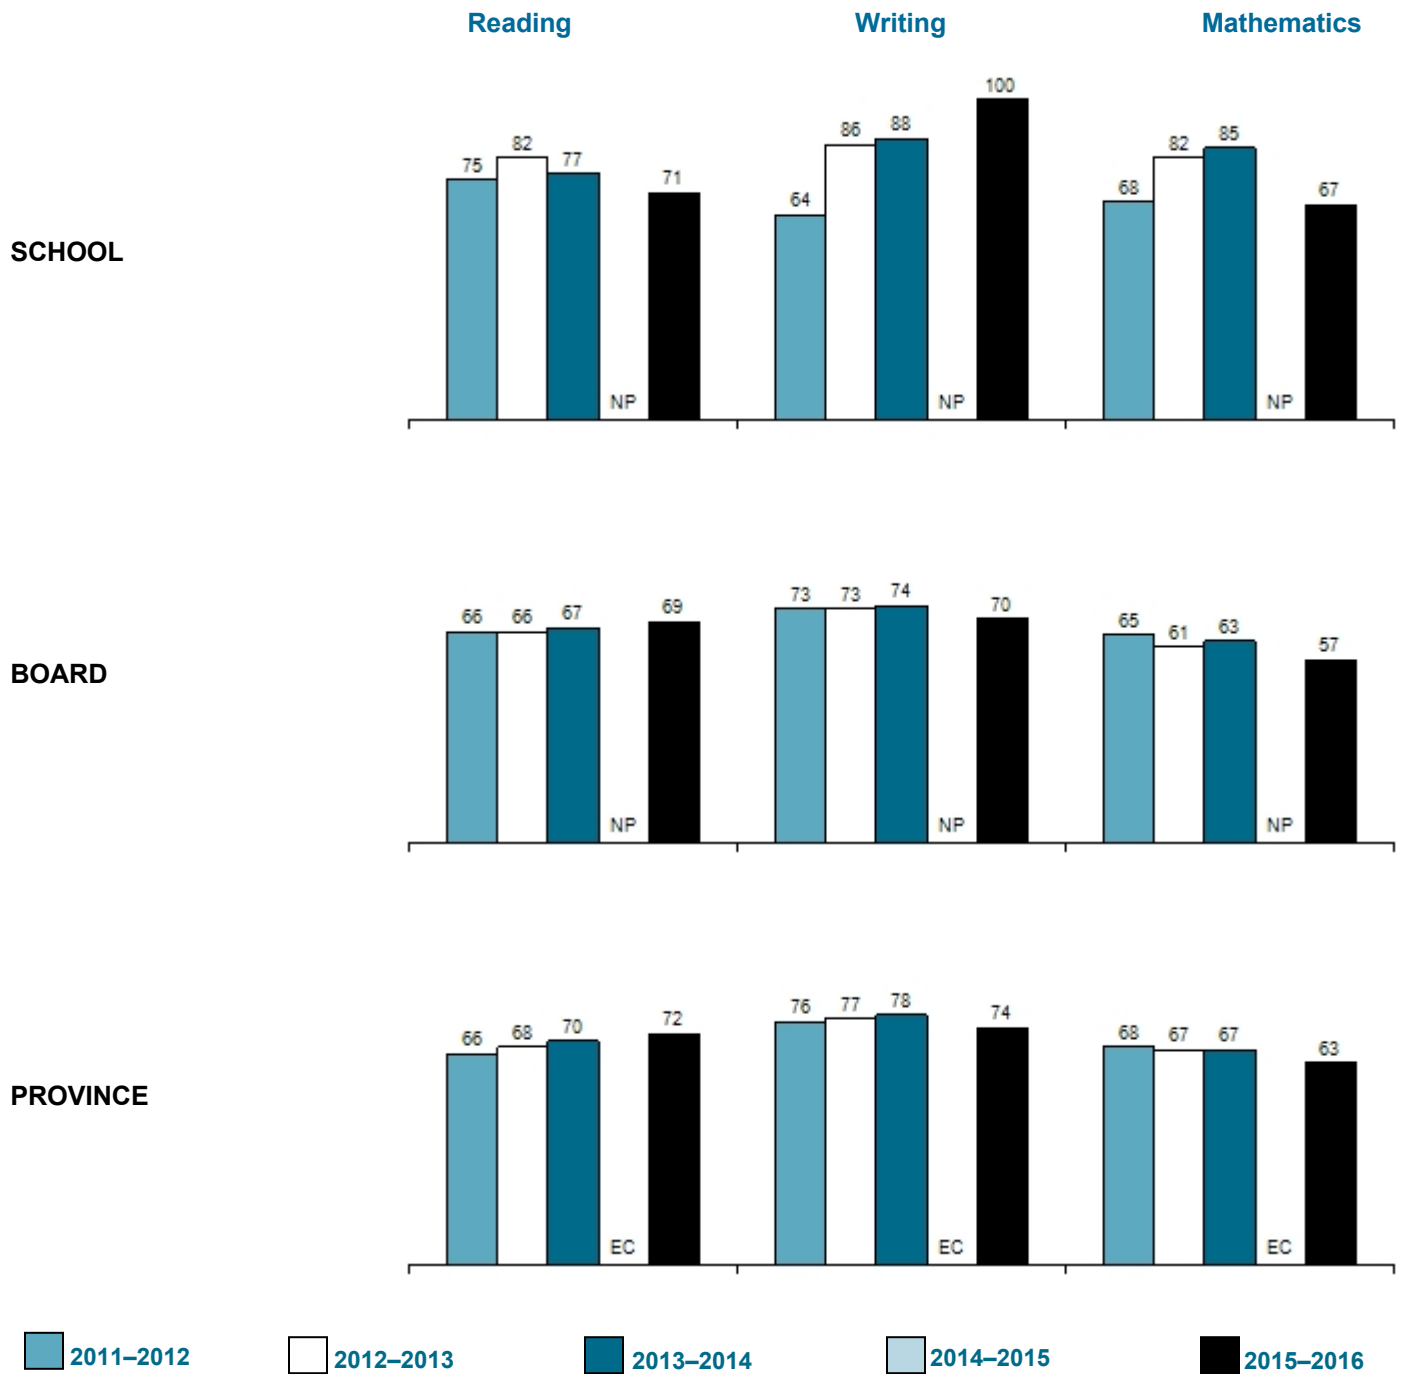 Reading Writing Mathematics
100
82 86 88 82 85
75 77 71 64 68 67
SCHOOL
NP NP NP
66 66 67 69 73 73 74 70 65 61 63 57
BOARD
NP NP NP
66 68 70 72 76 77 78 74 68 67 67 63
PROVINCE
EC EC EC
2011–2012 2012–2013 2013–2014 2014–2015 2015–2016